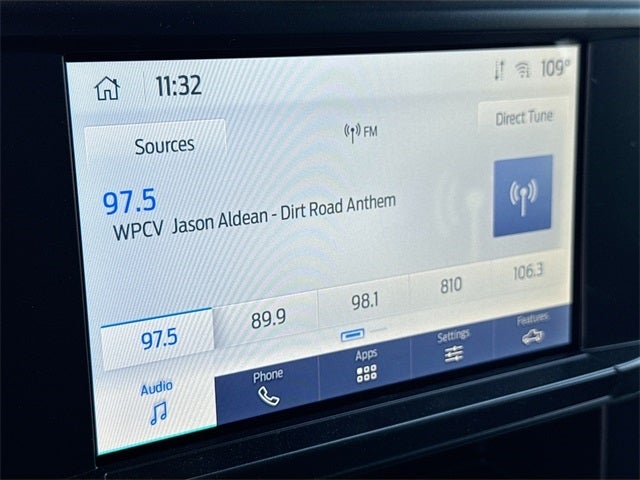 11:32
109°
Sources
FM
Direct Tune
97.5
WPCV Jason Aldean - Dirt Road Anthem
97.5
89.9
98.1
810
106.3
Audio
Phone
Apps
Settings
Features